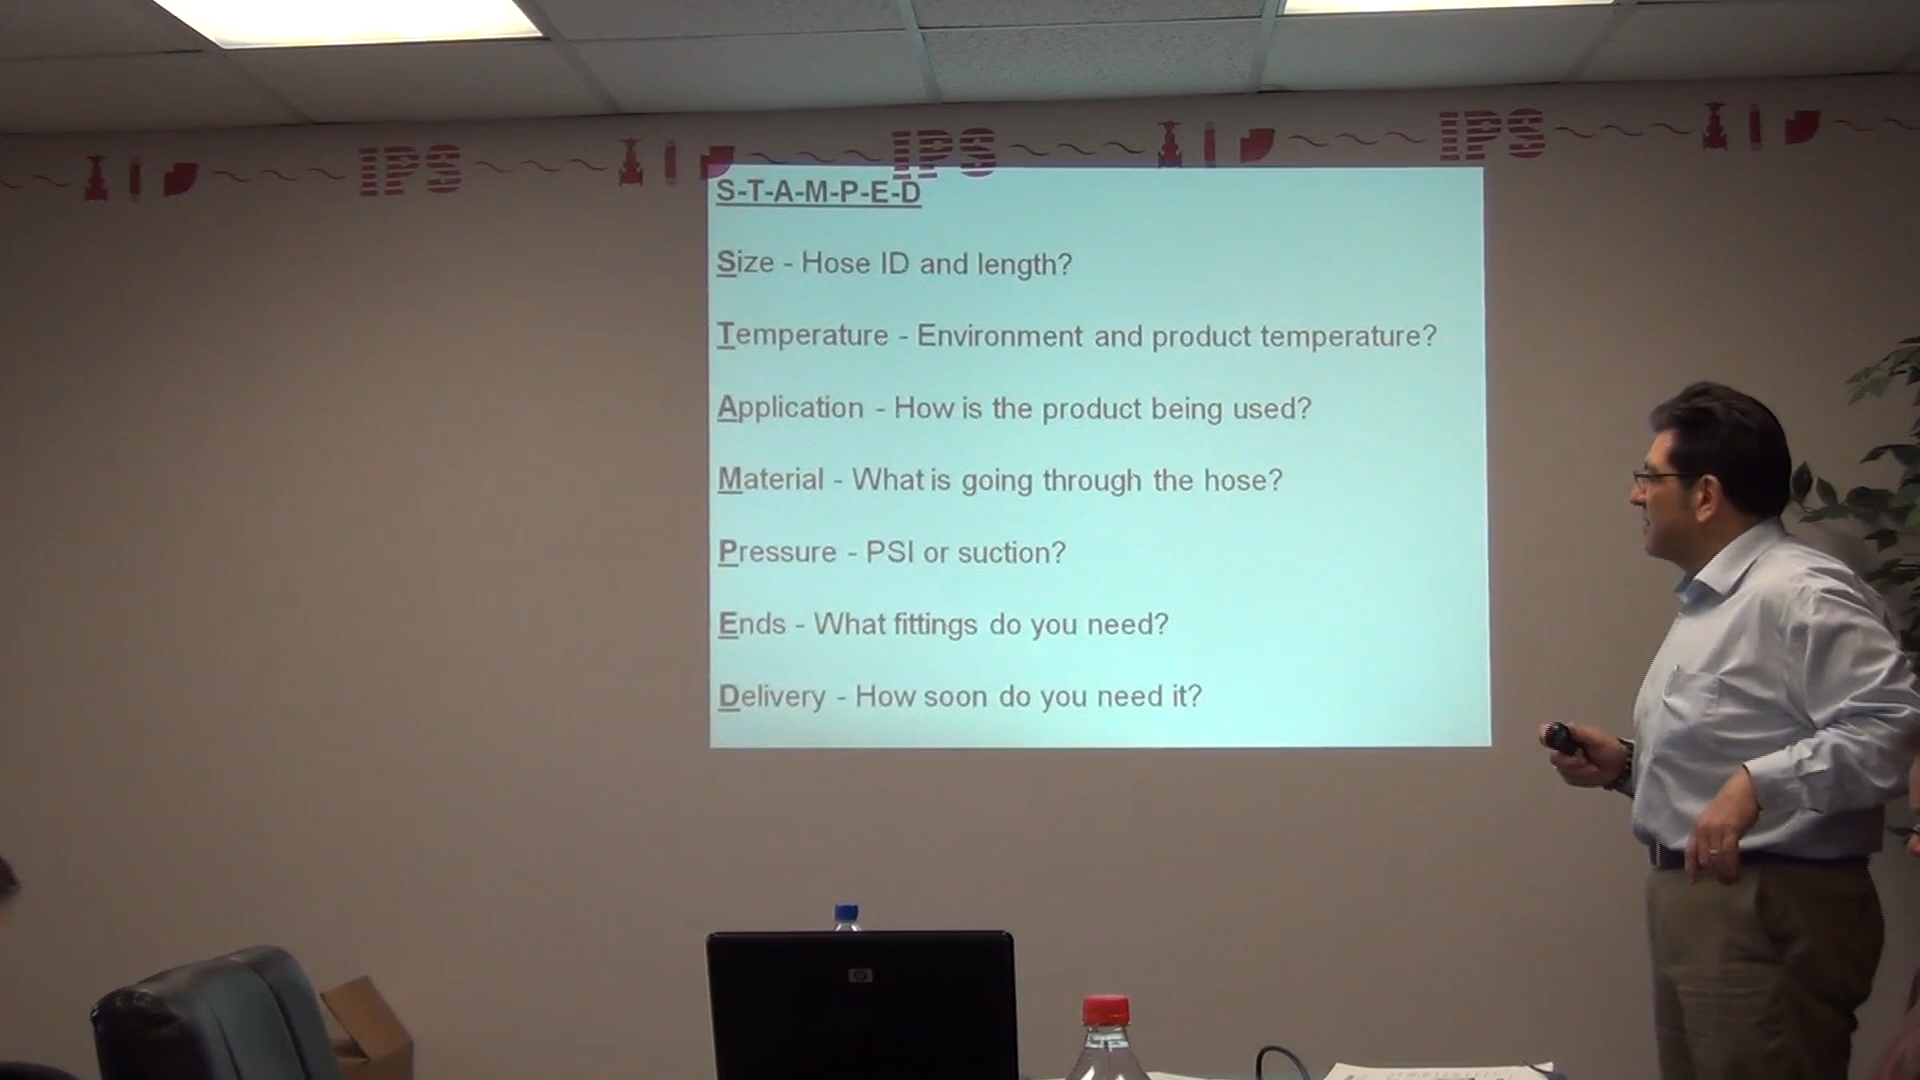 IPS IPS IPS
S-T-A-M-P-E-D
Size - Hose ID and length?
Temperature - Environment and product temperature?
Application - How is the product being used?
Material - What is going through the hose?
Pressure - PSI or suction?
Ends - What fittings do you need?
Delivery - How soon do you need it?
hp